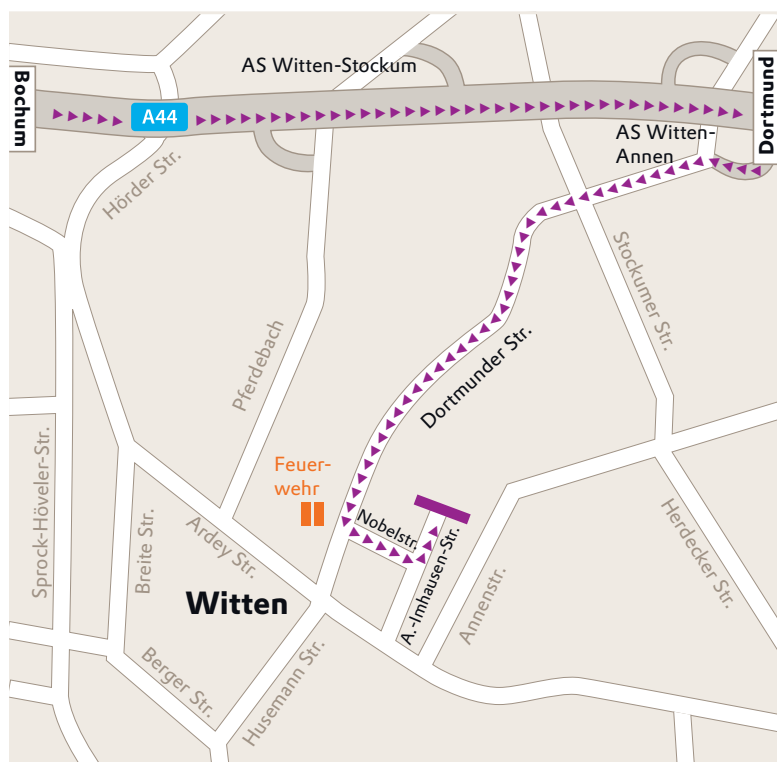 AS Witten-Stockum
Bochum
Dortmund
A44
AS Witten-
Annen
Hörder Str.
Stockumer Str.
Pferdebach
Dortmunder Str.
Feuer-
wehr
Nobelstr.
Sprock-Höveler-Str.
Breite Str.
Ardey Str.
A.-Imhausen-Str.
Annenstr.
Herdecker Str.
Witten
Berger Str.
Husemann Str.